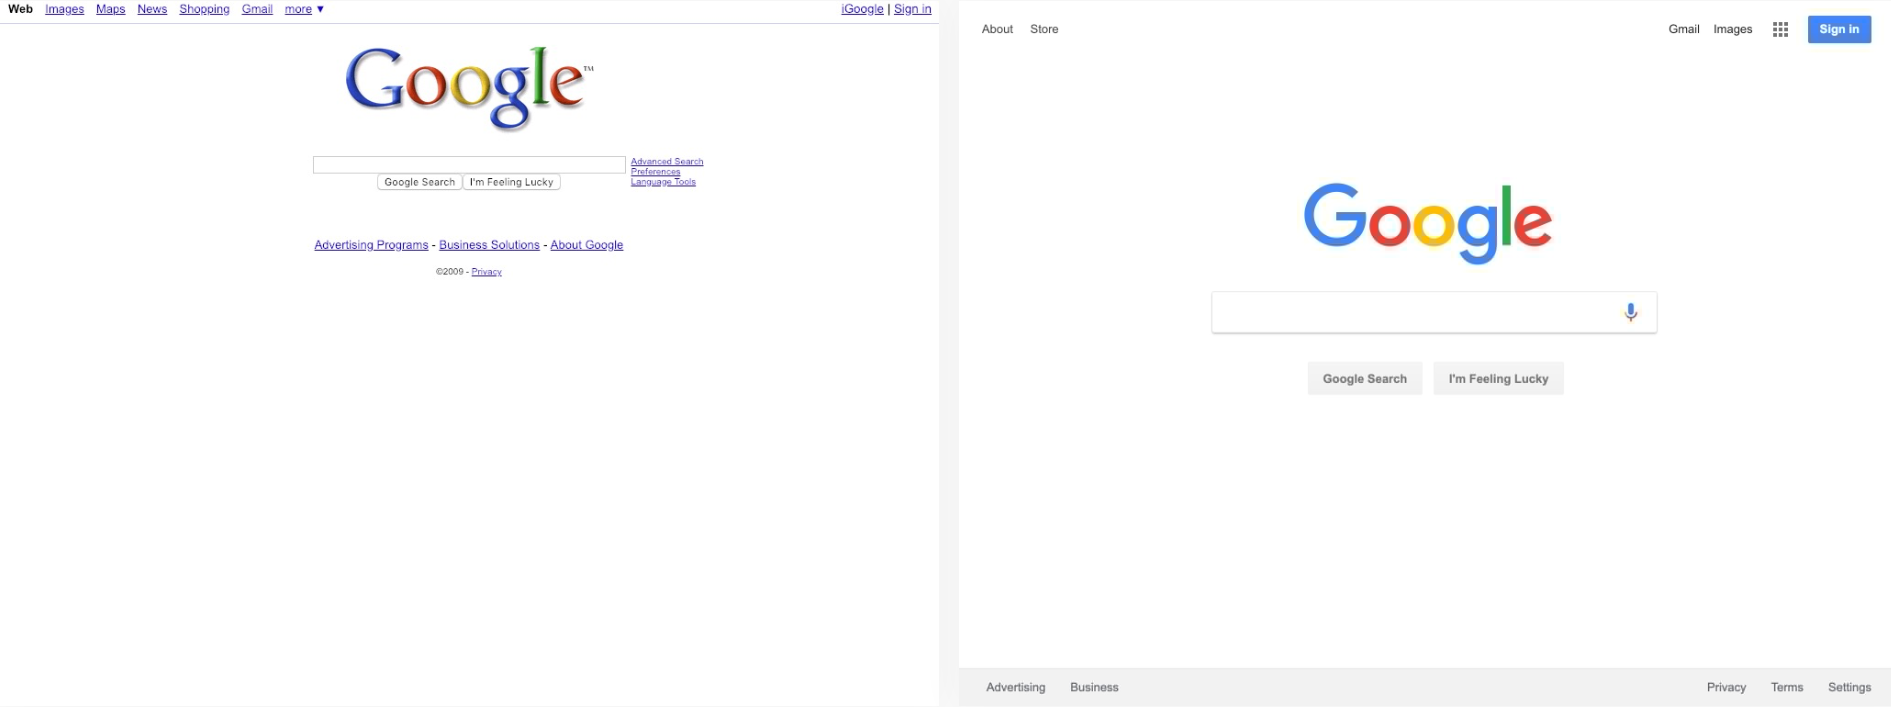 Web Images Maps News Shopping Gmail more ▼
iGoogle | Sign in
Google™
Advanced Search
Preferences
Language Tools
Google Search I'm Feeling Lucky
Advertising Programs - Business Solutions - About Google
©2009 - Privacy
About Store
Gmail Images Sign in
Google
Google Search I'm Feeling Lucky
Advertising Business
Privacy Terms Settings